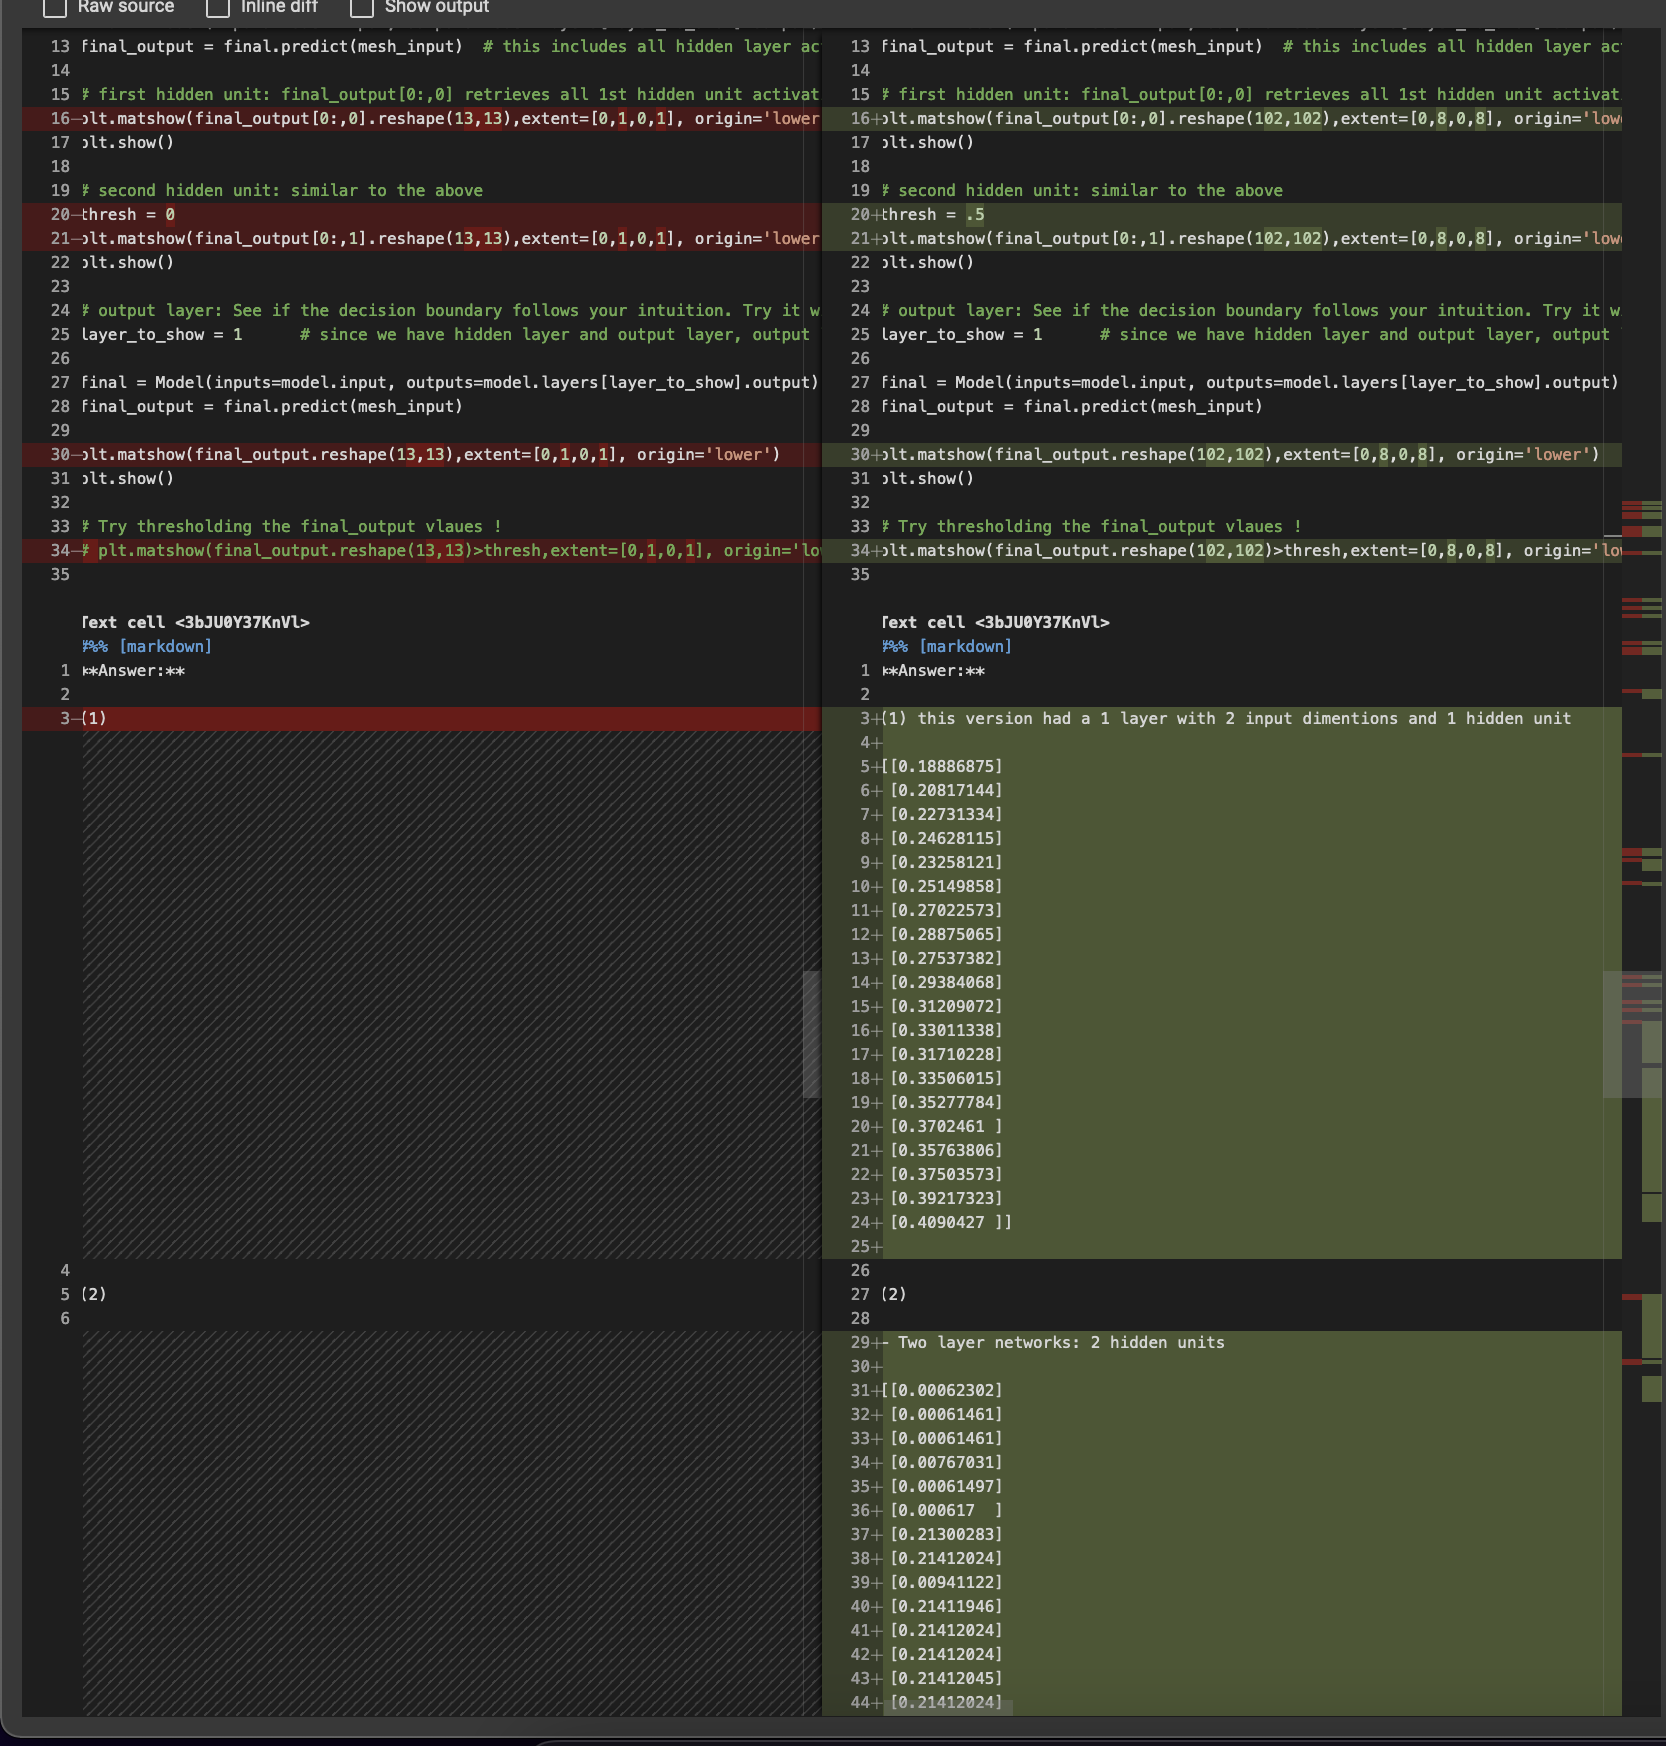 Raw source Inline diff Show output
13 final_output = final.predict(mesh_input)  # this includes all hidden layer ac
14
15 # first hidden unit: final_output[0:,0] retrieves all 1st hidden unit activat
16—plt.matshow(final_output[0:,0].reshape(13,13),extent=[0,1,0,1], origin='lower
17 plt.show()
18
19 # second hidden unit: similar to the above
20—thresh = 0
21—plt.matshow(final_output[0:,1].reshape(13,13),extent=[0,1,0,1], origin='lower
22 plt.show()
23
24 # output layer: See if the decision boundary follows your intuition. Try it w
25 layer_to_show = 1      # since we have hidden layer and output layer, output
26
27 final = Model(inputs=model.input, outputs=model.layers[layer_to_show].output)
28 final_output = final.predict(mesh_input)
29
30—plt.matshow(final_output.reshape(13,13),extent=[0,1,0,1], origin='lower')
31 plt.show()
32
33 # Try thresholding the final_output vlaues !
34—# plt.matshow(final_output.reshape(13,13)>thresh,extent=[0,1,0,1], origin='lo
35
Text cell <3bJU0Y37KnVl>
#%% [markdown]
1 **Answer:**
2
3—(1)
4
5 (2)
6
13 final_output = final.predict(mesh_input)  # this includes all hidden layer ac
14
15 # first hidden unit: final_output[0:,0] retrieves all 1st hidden unit activat
16+plt.matshow(final_output[0:,0].reshape(102,102),extent=[0,8,0,8], origin='low
17 plt.show()
18
19 # second hidden unit: similar to the above
20+thresh = .5
21+plt.matshow(final_output[0:,1].reshape(102,102),extent=[0,8,0,8], origin='low
22 plt.show()
23
24 # output layer: See if the decision boundary follows your intuition. Try it w
25 layer_to_show = 1      # since we have hidden layer and output layer, output
26
27 final = Model(inputs=model.input, outputs=model.layers[layer_to_show].output)
28 final_output = final.predict(mesh_input)
29
30+plt.matshow(final_output.reshape(102,102),extent=[0,8,0,8], origin='lower')
31 plt.show()
32
33 # Try thresholding the final_output vlaues !
34+plt.matshow(final_output.reshape(102,102)>thresh,extent=[0,8,0,8], origin='lo
35
Text cell <3bJU0Y37KnVl>
#%% [markdown]
1 **Answer:**
2
3+(1) this version had a 1 layer with 2 input dimentions and 1 hidden unit
4+
5+[[0.18886875]
6+ [0.20817144]
7+ [0.22731334]
8+ [0.24628115]
9+ [0.23258121]
10+ [0.25149858]
11+ [0.27022573]
12+ [0.28875065]
13+ [0.27537382]
14+ [0.29384068]
15+ [0.31209072]
16+ [0.33011338]
17+ [0.31710228]
18+ [0.33506015]
19+ [0.35277784]
20+ [0.3702461 ]
21+ [0.35763806]
22+ [0.37503573]
23+ [0.39217323]
24+ [0.4090427 ]]
25+
26
27 (2)
28
29+- Two layer networks: 2 hidden units
30+
31+[[0.00062302]
32+ [0.00061461]
33+ [0.00061461]
34+ [0.00767031]
35+ [0.00061497]
36+ [0.000617  ]
37+ [0.21300283]
38+ [0.21412024]
39+ [0.00941122]
40+ [0.21411946]
41+ [0.21412024]
42+ [0.21412024]
43+ [0.21412045]
44+ [0.21412024]